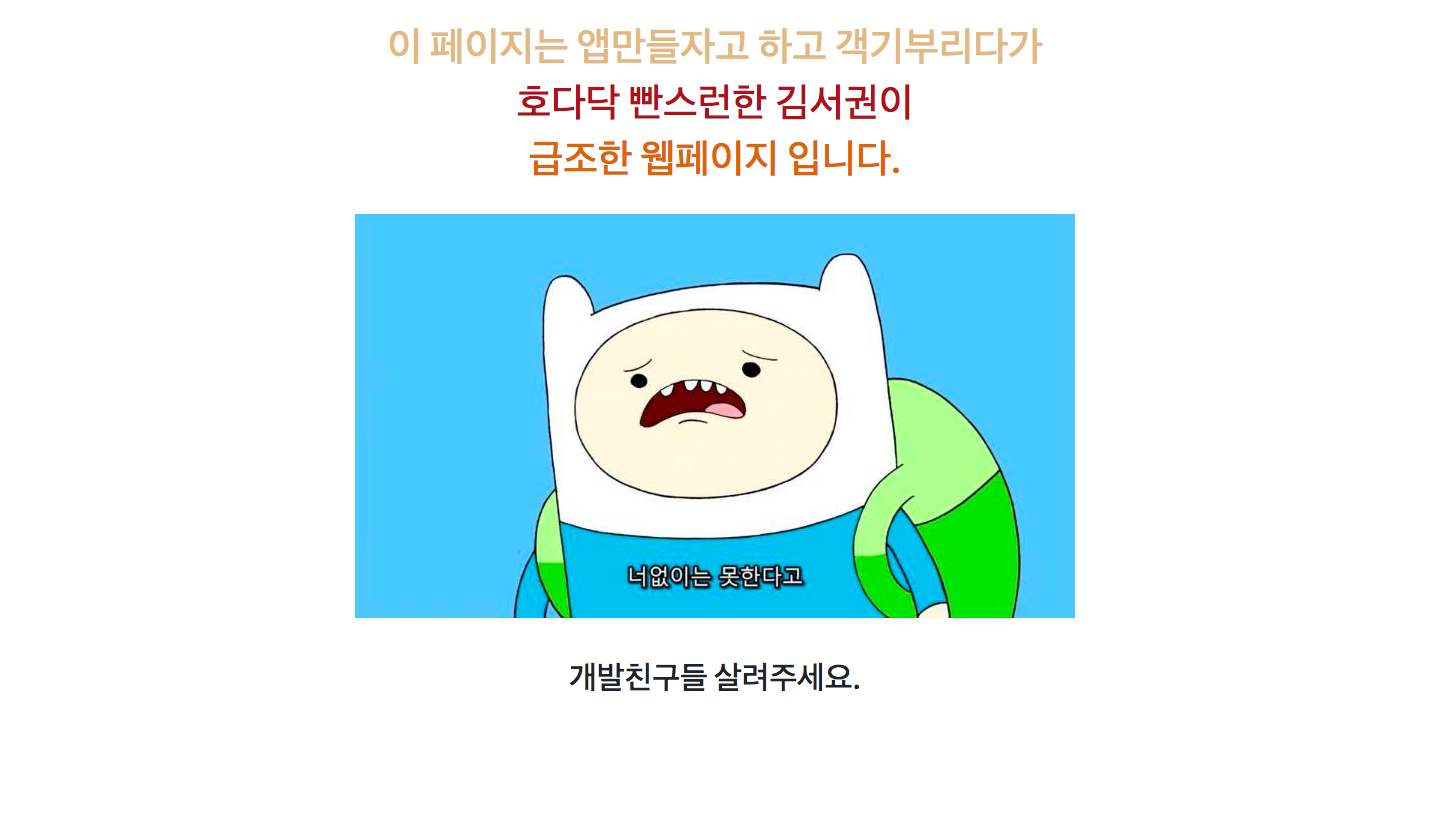 이 페이지는 앱만들자고 하고 객기부리다가
호다닥 빤스런한 김서권이
급조한 웹페이지 입니다.
너없이는 못한다고
개발친구들 살려주세요.